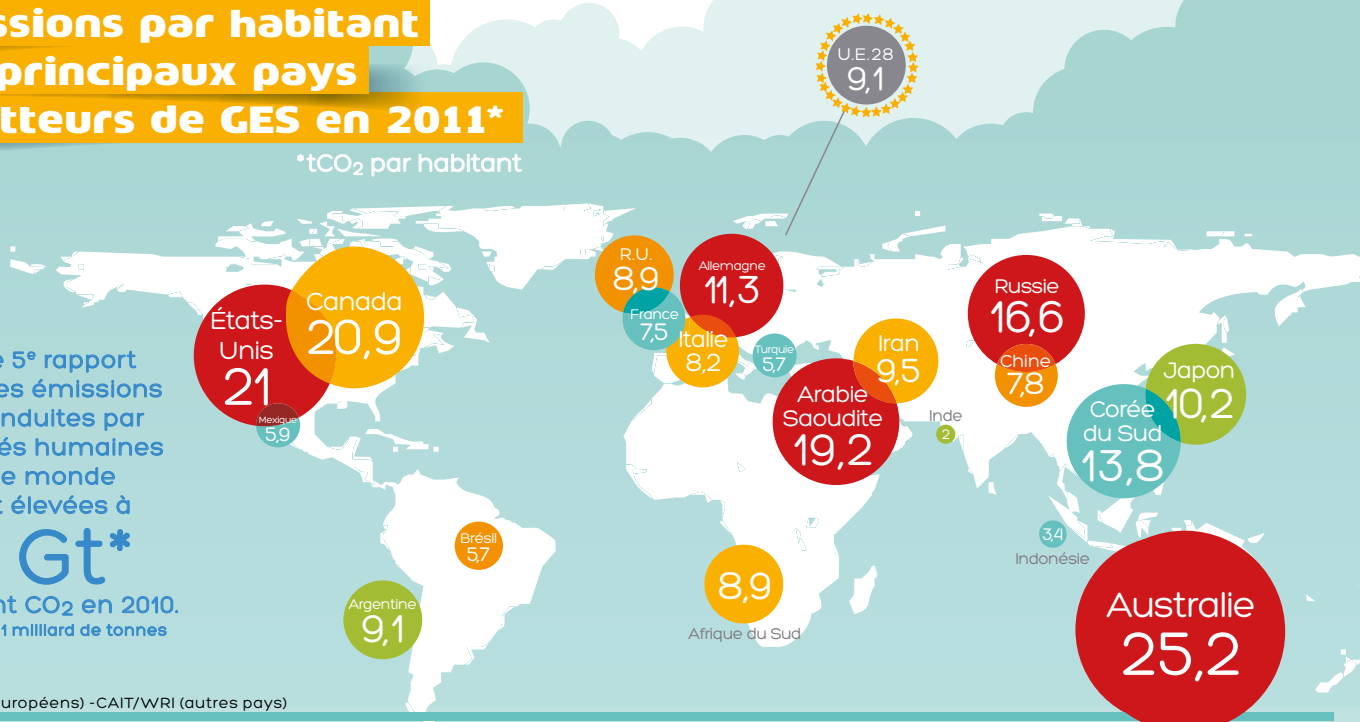 ssions par habitant
principaux pays
tteurs de GES en 2011*
*tCO2 par habitant
U.E.28
9,1
R.U.
8,9
Allemagne
11,3
France
7,5
Italie
8,2
Turquie
5,7
Russie
16,6
Chine
7,8
Iran
9,5
Arabie
Saoudite
19,2
Inde
2
Japon
10,2
Corée
du Sud
13,8
3,4
Indonésie
Australie
25,2
Canada
20,9
États-
Unis
21
Mexique
5,9
Brésil
5,7
Argentine
9,1
8,9
Afrique du Sud
e 5e rapport
es émissions
nduites par
és humaines
e monde
t élevées à
Gt*
nt CO2 en 2010.
1 milliard de tonnes
uropéens) -CAIT/WRI (autres pays)